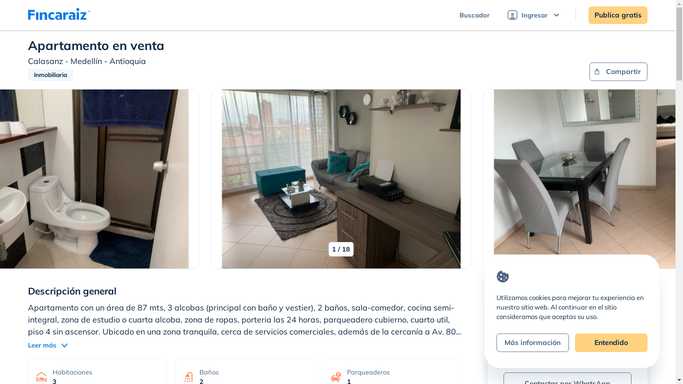 Fincaraiz
Buscador
Ingresar
Publica gratis
Apartamento en venta
Calasanz - Medellín - Antioquia
Inmobiliaria
Compartir
1 / 18
Descripción general
Apartamento con un área de 87 mts, 3 alcobas (principal con baño y vestier), 2 baños, sala-comedor, cocina semi-
integral, zona de estudio o cuarta alcoba, zona de ropas, porteria las 24 horas, parqueadero cubierto, cuarto util,
piso 4 sin ascensor. Ubicado en una zona tranquila, cerca de servicios comerciales, además de la cercanía a Av. 80...
Leer más
Habitaciones
3
Baños
2
Parqueaderos
1
Utilizamos cookies para mejorar tu experiencia en
nuestro sitio web. Al continuar en el sitio
consideramos que aceptas su uso.
Más información
Entendido
Contactar por WhatsApp